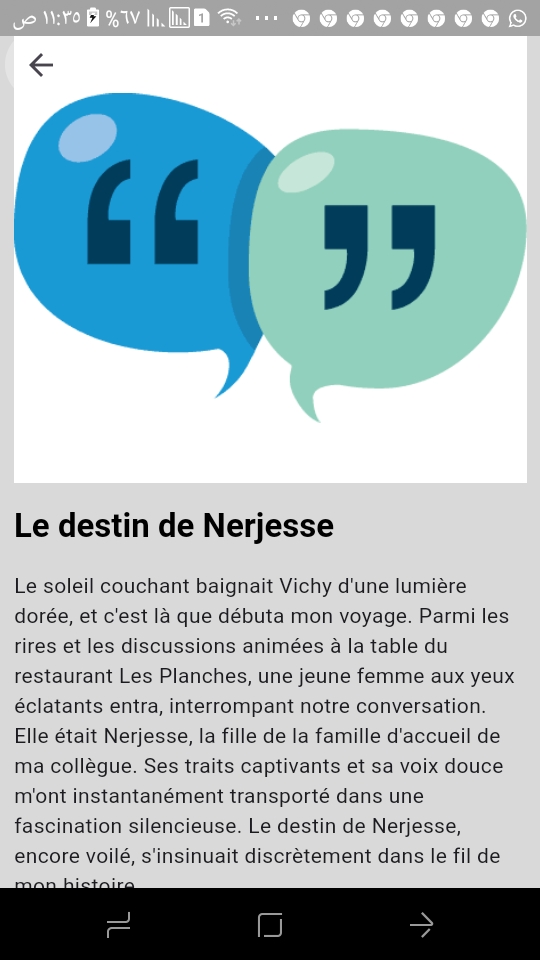 ص ١١:٣٥ %٦٧ 1 ...
“ ”
Le destin de Nerjesse
Le soleil couchant baignait Vichy d'une lumière
dorée, et c'est là que débuta mon voyage. Parmi les
rires et les discussions animées à la table du
restaurant Les Planches, une jeune femme aux yeux
éclatants entra, interrompant notre conversation.
Elle était Nerjesse, la fille de la famille d'accueil de
ma collègue. Ses traits captivants et sa voix douce
m'ont instantanément transporté dans une
fascination silencieuse. Le destin de Nerjesse,
encore voilé, s'insinuait discrètement dans le fil de
mon histoire.